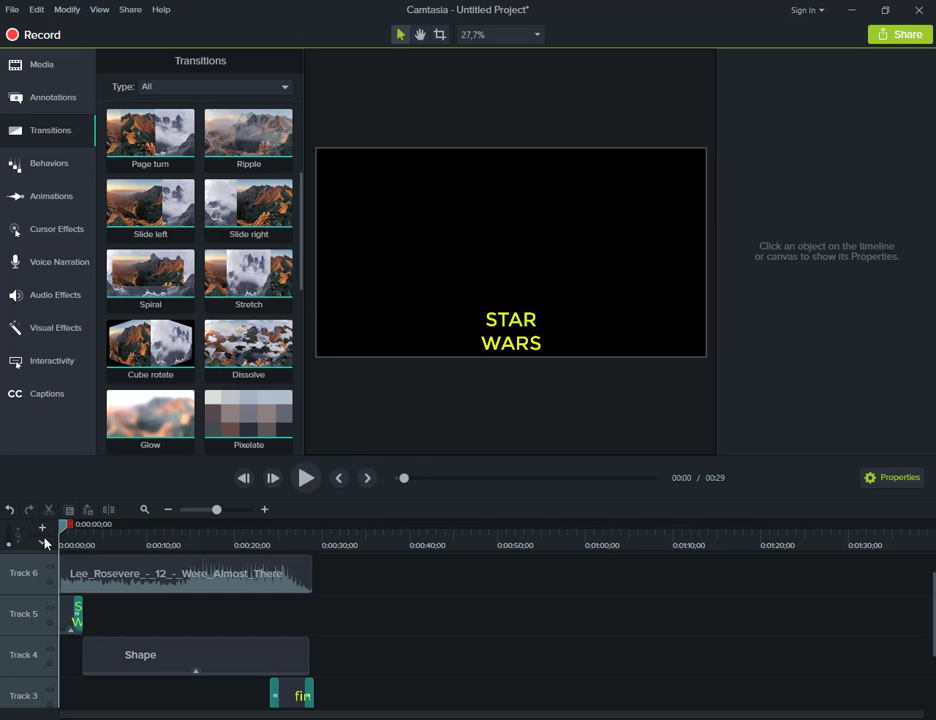 File Edit Modify View Share Help
Camtasia - Untitled Project*
Sign In
Record
27,7%
Share
Media
Annotations
Transitions
Behaviors
Animations
Cursor Effects
Voice Narration
Audio Effects
Visual Effects
Interactivity
CC Captions
Transitions
Type: All
Page turn Ripple
Slide left Slide right
Spiral Stretch
Cube rotate Dissolve
Glow Pixelate
STAR
WARS
Click an object on the timeline
or canvas to show its Properties.
00:00 / 00:29
Properties
0:00:00;00
0:00:00;00 0:00:10;00 0:00:20;00 0:00:30;00 0:00:40;00 0:00:50;00 0:01:00;00 0:01:10;00 0:01:20;00 0:01:30;00
Track 6 Lee_Rosevere_-_12_-_Were_Almost_There
Track 5
S
W
Track 4 Shape
Track 3 fin